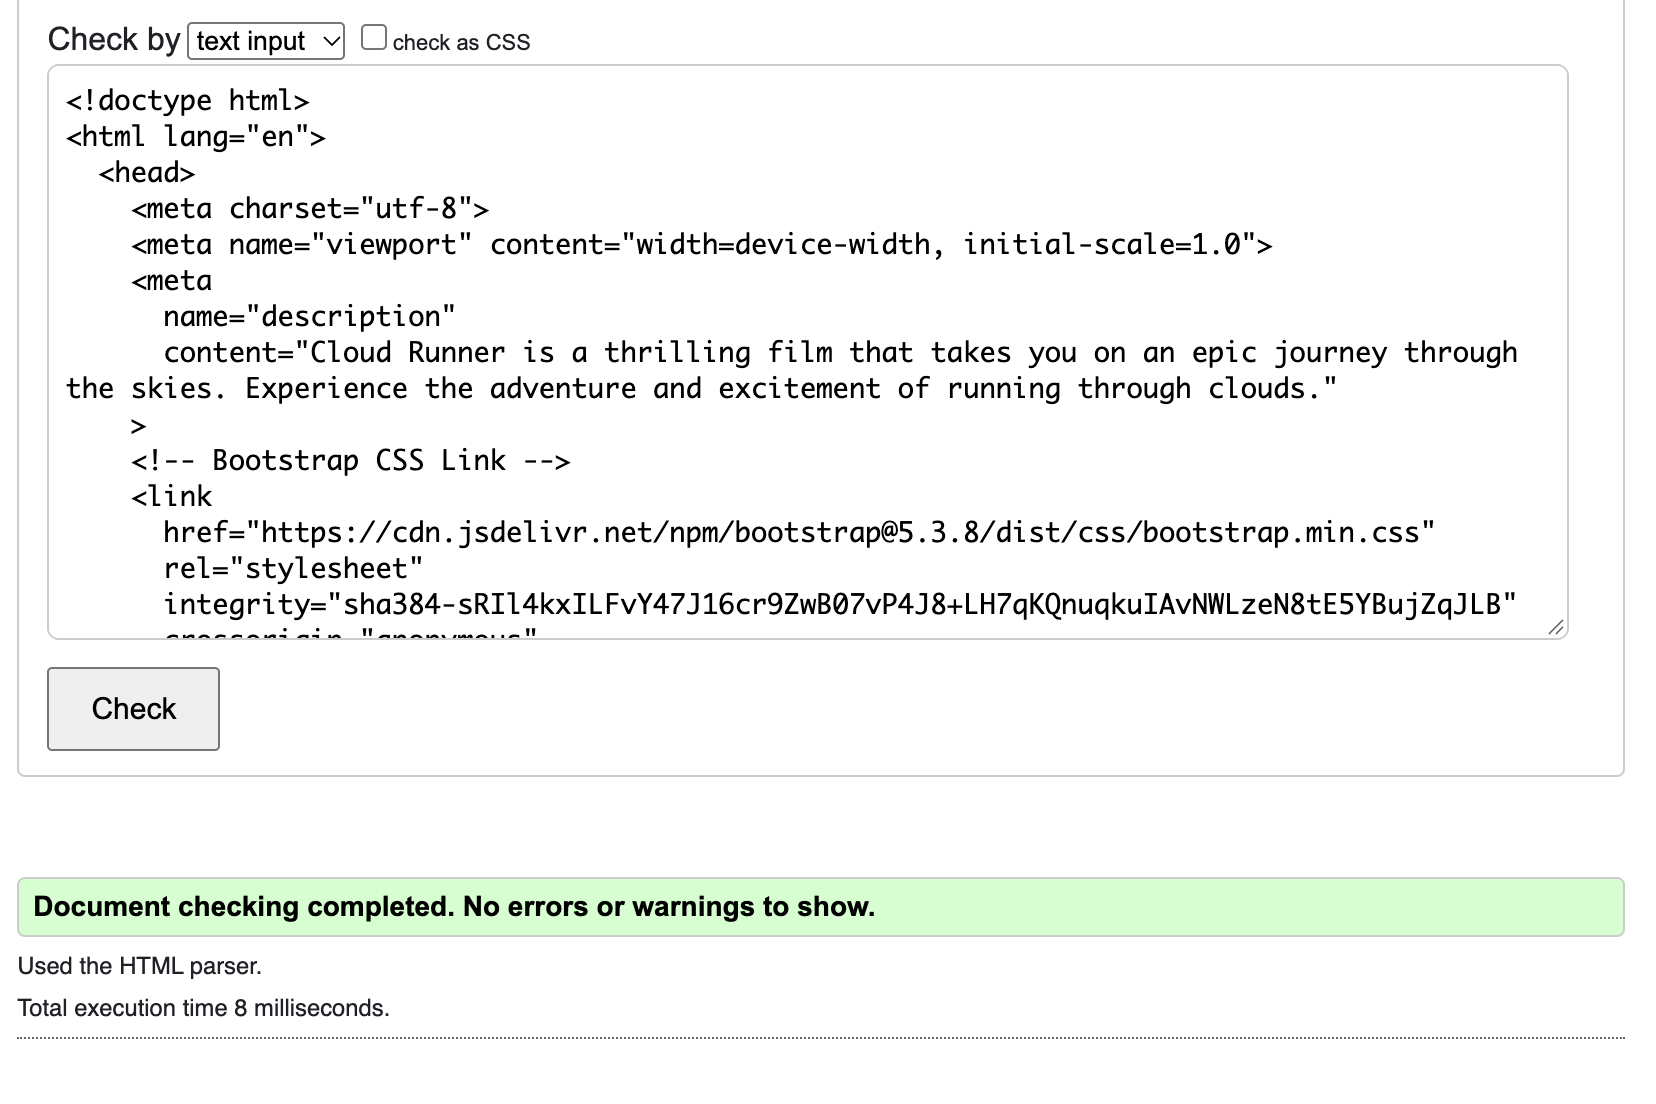 Check by text input check as CSS
<!doctype html>
<html lang="en">
<head>
<meta charset="utf-8">
<meta name="viewport" content="width=device-width, initial-scale=1.0">
<meta
name="description"
content="Cloud Runner is a thrilling film that takes you on an epic journey through
the skies. Experience the adventure and excitement of running through clouds."
>
<!-- Bootstrap CSS Link -->
<link
href="https://cdn.jsdelivr.net/npm/bootstrap@5.3.8/dist/css/bootstrap.min.css"
rel="stylesheet"
integrity="sha384-sRIl4kxILFvY47J16cr9ZwB07vP4J8+LH7qKQnuqkuIAvNWLzeN8tE5YBujZqJLB"
crossorigin="anonymous"
Check
Document checking completed. No errors or warnings to show.
Used the HTML parser.
Total execution time 8 milliseconds.